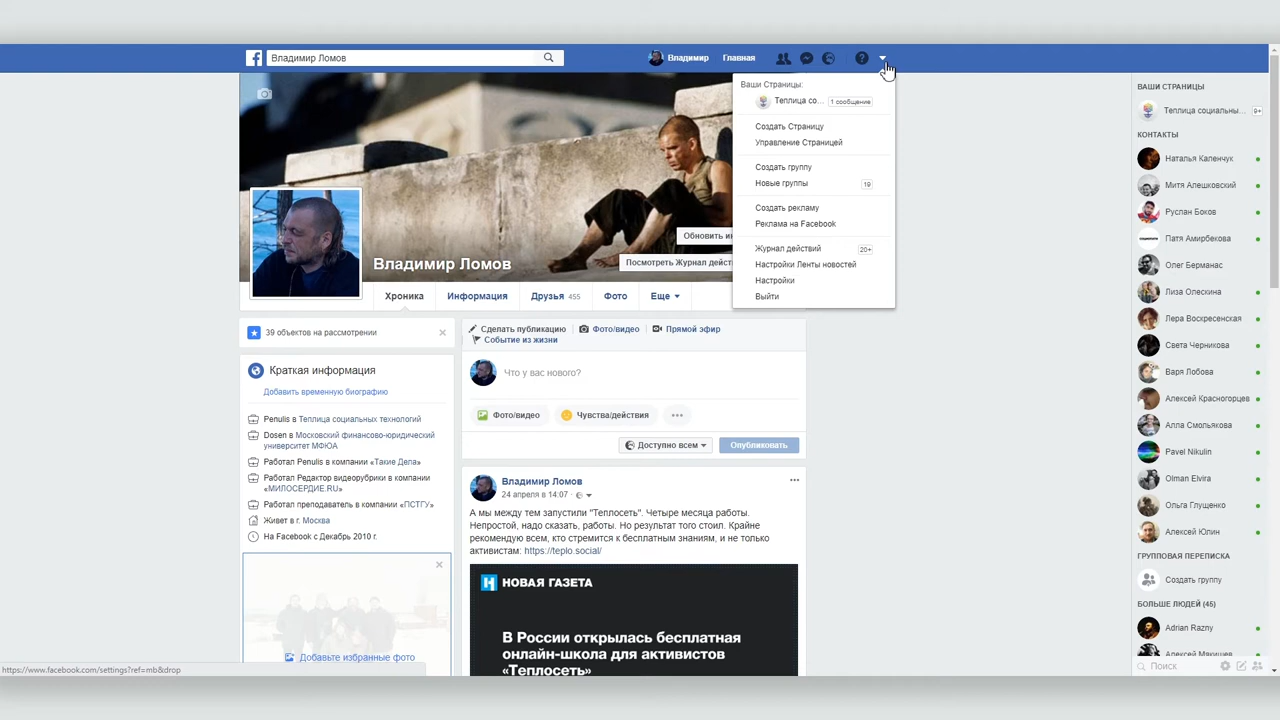 Владимир Ломов
Владимир
Главная
Ваши Страницы:
Теплица со...
1 сообщение
Создать Страницу
Управление Страницей
Создать группу
Новые группы
19
Создать рекламу
Реклама на Facebook
Журнал действий
20+
Настройки Ленты новостей
Настройки
Выйти
Обновить ин
Посмотреть Журнал дейст
Владимир Ломов
Хроника
Информация
Друзья 455
Фото
Еще
39 объектов на рассмотрении
Краткая информация
Добавить временную биографию
Penulis в Теплица социальных технологий
Dosen в Московский финансово-юридический
университет МФЮА
Работал Penulis в компании «Такие Дела»
Работал Редактор видеорубрики в компании
«МИЛОСЕРДИЕ.RU»
Работал преподаватель в компании «ПСТГУ»
Живет в г. Москва
На Facebook с Декабрь 2010 г.
Добавьте избранные фото
https://www.facebook.com/settings?ref=mb&drop
Сделать публикацию
Фото/видео
Прямой эфир
Событие из жизни
Что у вас нового?
Фото/видео
Чувства/действия
Доступно всем
Опубликовать
Владимир Ломов
24 апреля в 14:07
А мы между тем запустили "Теплосеть". Четыре месяца работы.
Непростой, надо сказать, работы. Но результат того стоил. Крайне
рекомендую всем, кто стремится к бесплатным знаниям, и не только
активистам: https://teplo.social/
НОВАЯ ГАЗЕТА
В России открылась бесплатная
онлайн-школа для активистов
«Теплосеть»
ВАШИ СТРАНИЦЫ
Теплица социальны...
9+
КОНТАКТЫ
Наталья Каленчук
Митя Алешковский
Руслан Боков
Патя Амирбекова
Олег Берманас
Лиза Олескина
Лера Воскресенская
Света Черникова
Варя Лобова
Алексей Красногорцев
Алла Смолькова
Pavel Nikulin
Olman Elvira
Ольга Глущенко
Алексей Юлин
ГРУППОВАЯ ПЕРЕПИСКА
Создать группу
БОЛЬШЕ ЛЮДЕЙ (45)
Adrian Razny
Алексей Макишев
Поиск